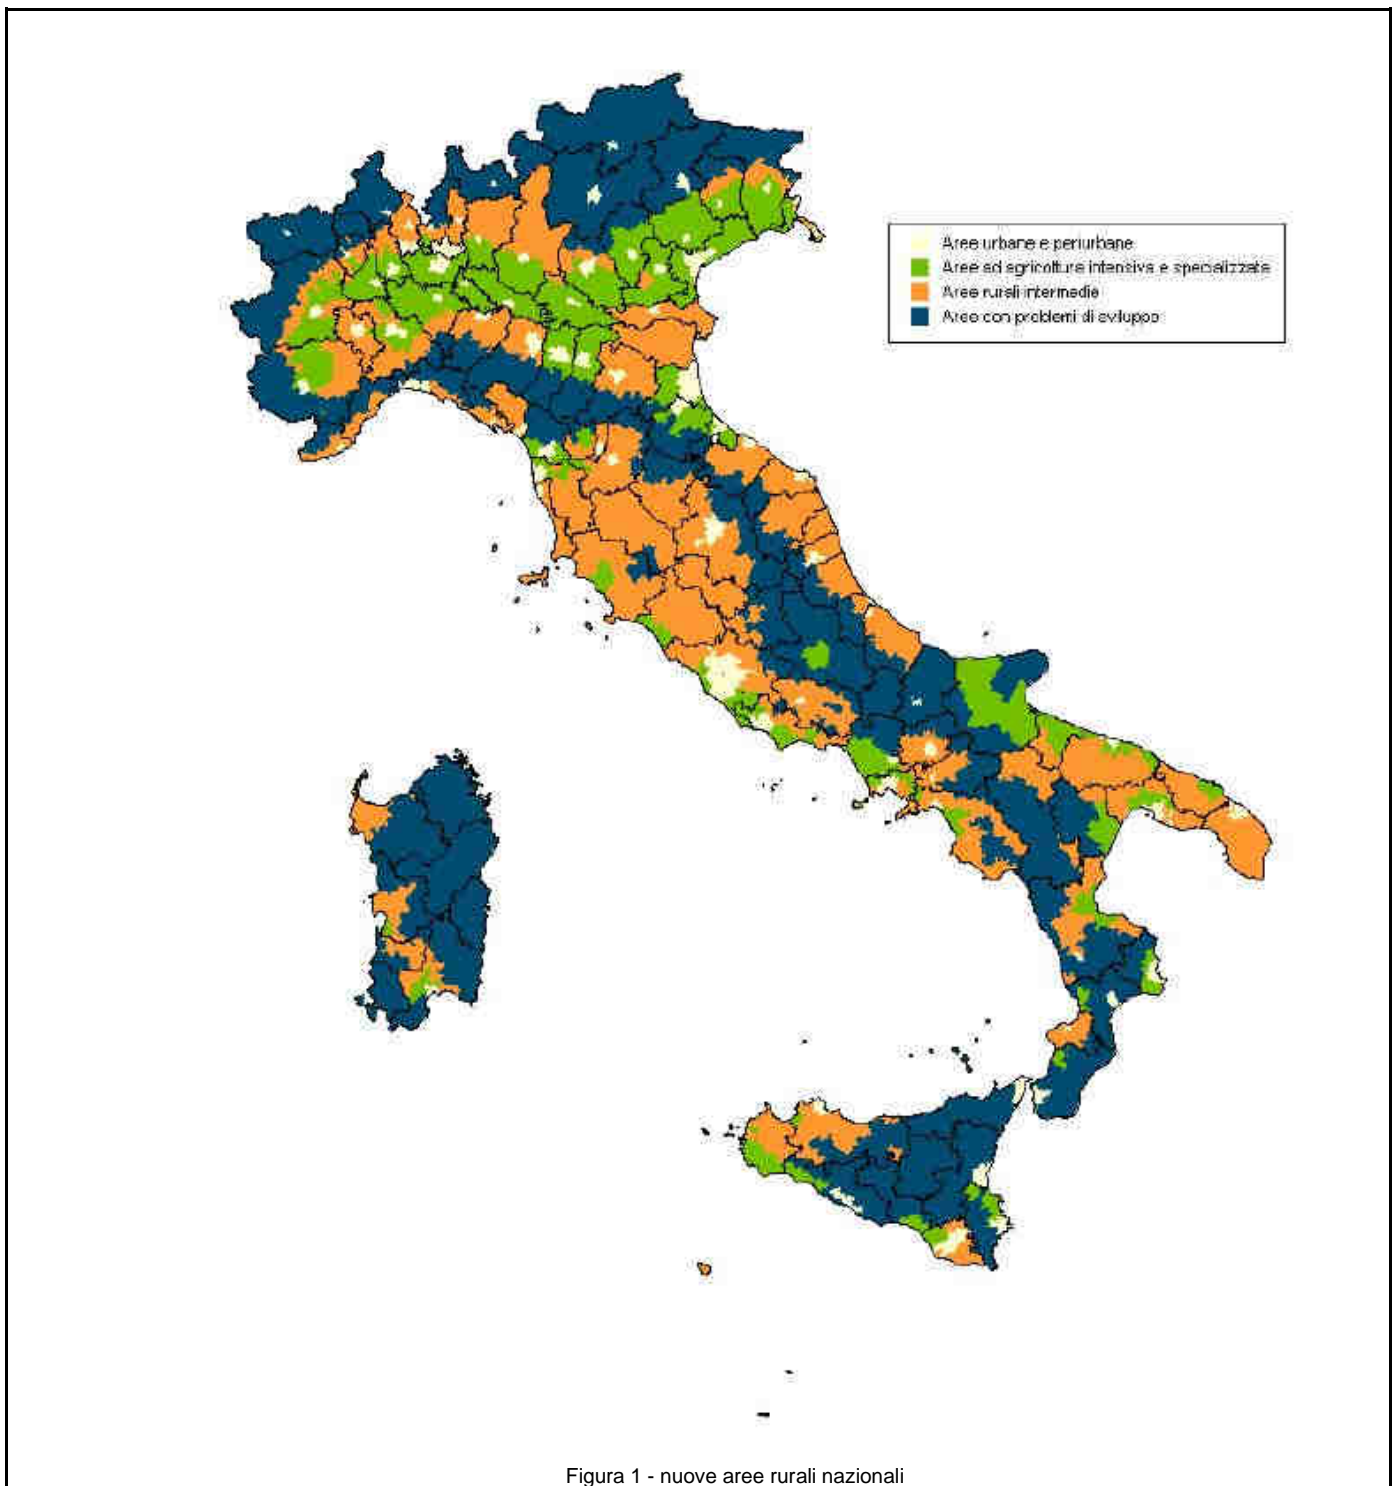 Aree urbane e periurbane
Aree ad agricoltura intensiva e specializzata
Aree rurali intermedie
Aree con problemi di sviluppo
Figura 1 - nuove aree rurali nazionali